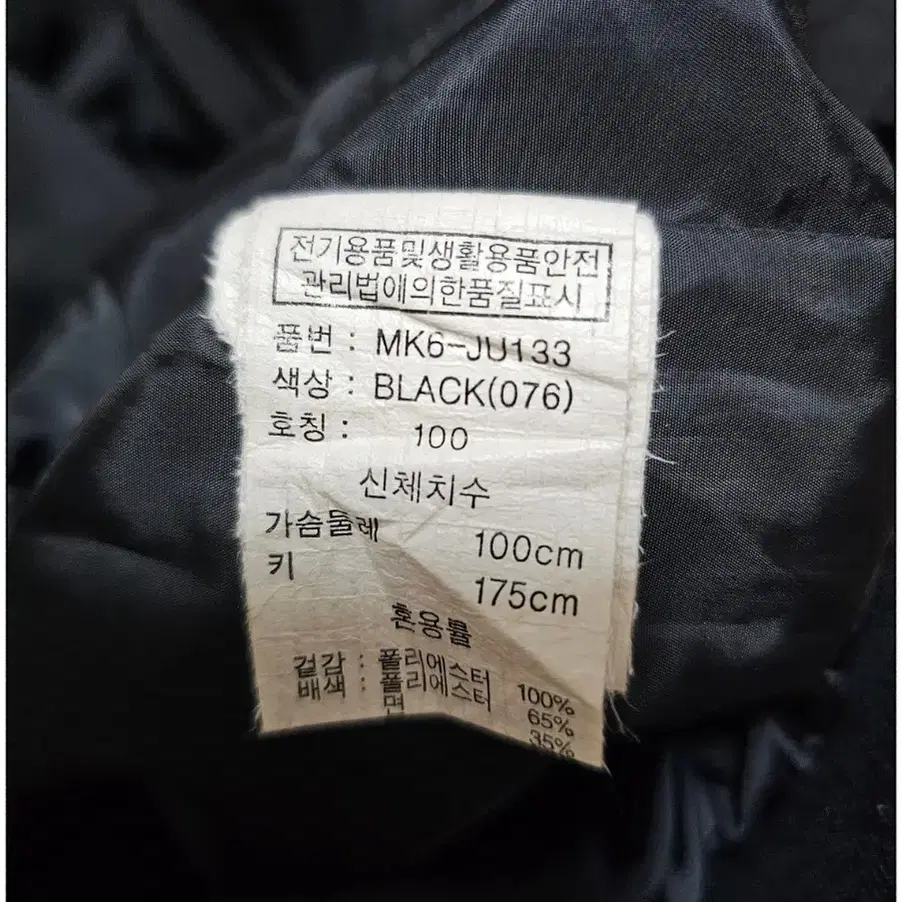 전기용품및생활용품안전
관리법에의한품질표시
품번 : MK6-JU133
색상 : BLACK(076)
호칭 : 100
신체치수
가슴둘레 100cm
키 175cm
혼용률
겉감 : 폴리에스터 100%
배색 : 폴리에스터 65%
면 35%